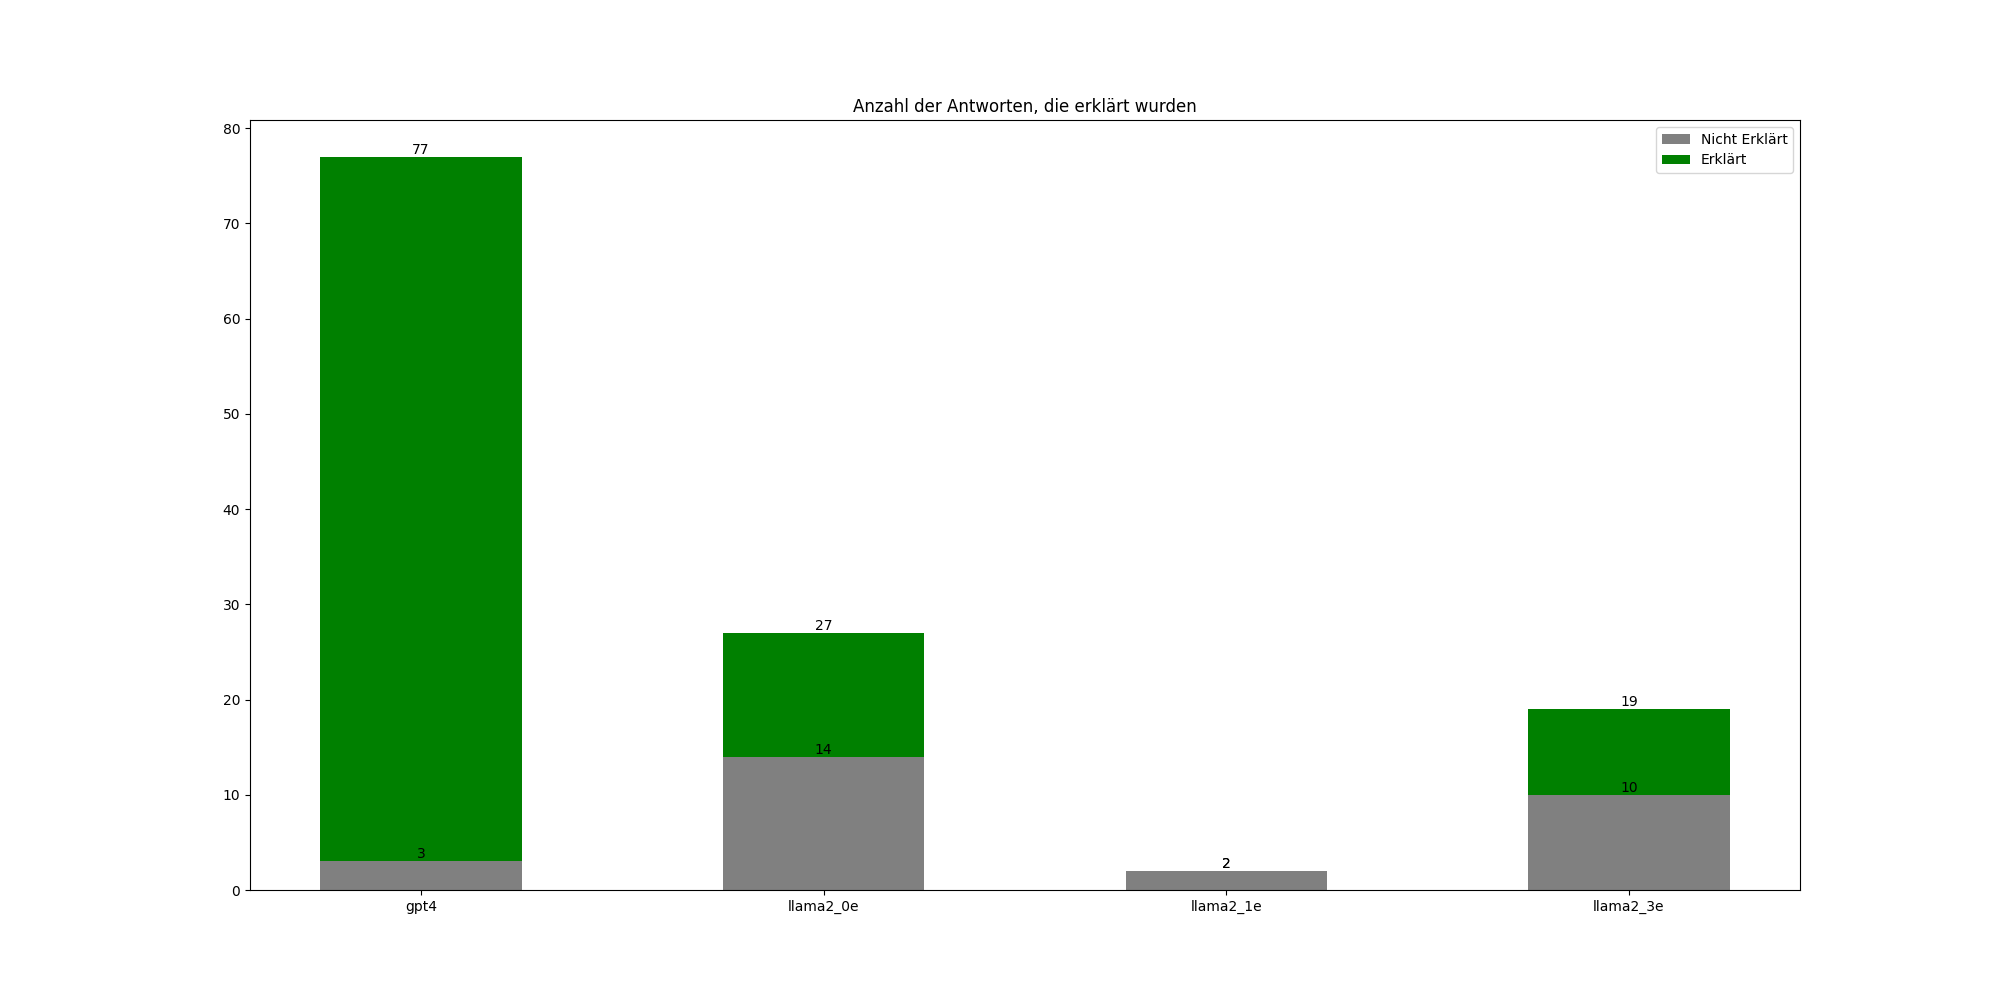 Anzahl der Antworten, die erklärt wurden
80
70
60
50
40
30
20
10
0
Nicht Erklärt
Erklärt
77
3
27
14
2
19
10
gpt4
llama2_0e
llama2_1e
llama2_3e